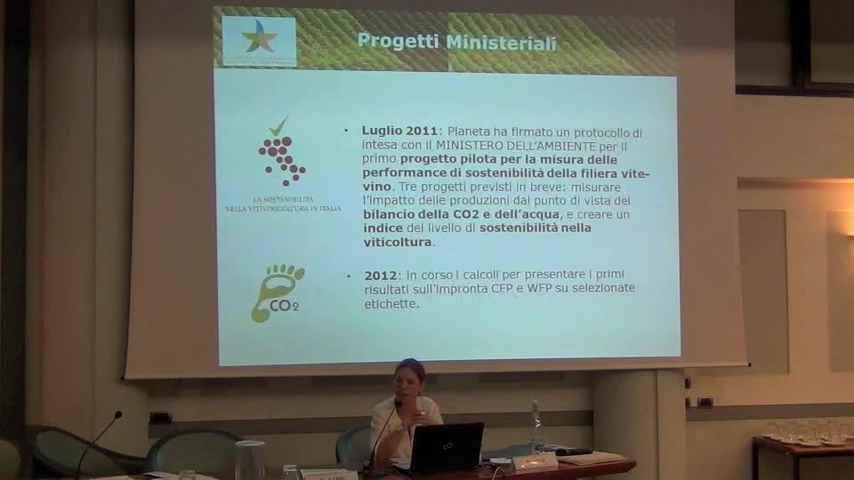 Progetti Ministeriali
• Luglio 2011: Planeta ha firmato un protocollo di
intesa con il MINISTERO DELL'AMBIENTE per il
primo progetto pilota per la misura delle
performance di sostenibilità della filiera vite-
vino. Tre progetti previsti in breve: misurare
l'impatto delle produzioni dal punto di vista del
bilancio della CO2 e dell'acqua, e creare un
indice del livello di sostenibilità nella
viticoltura.
LA SOSTENIBILITÀ
NELLA VITIVINICOLTURA IN ITALIA
• 2012: In corso i calcoli per presentare i primi
risultati sull'impronta CFP e WFP su selezionate
etichette.
CO2